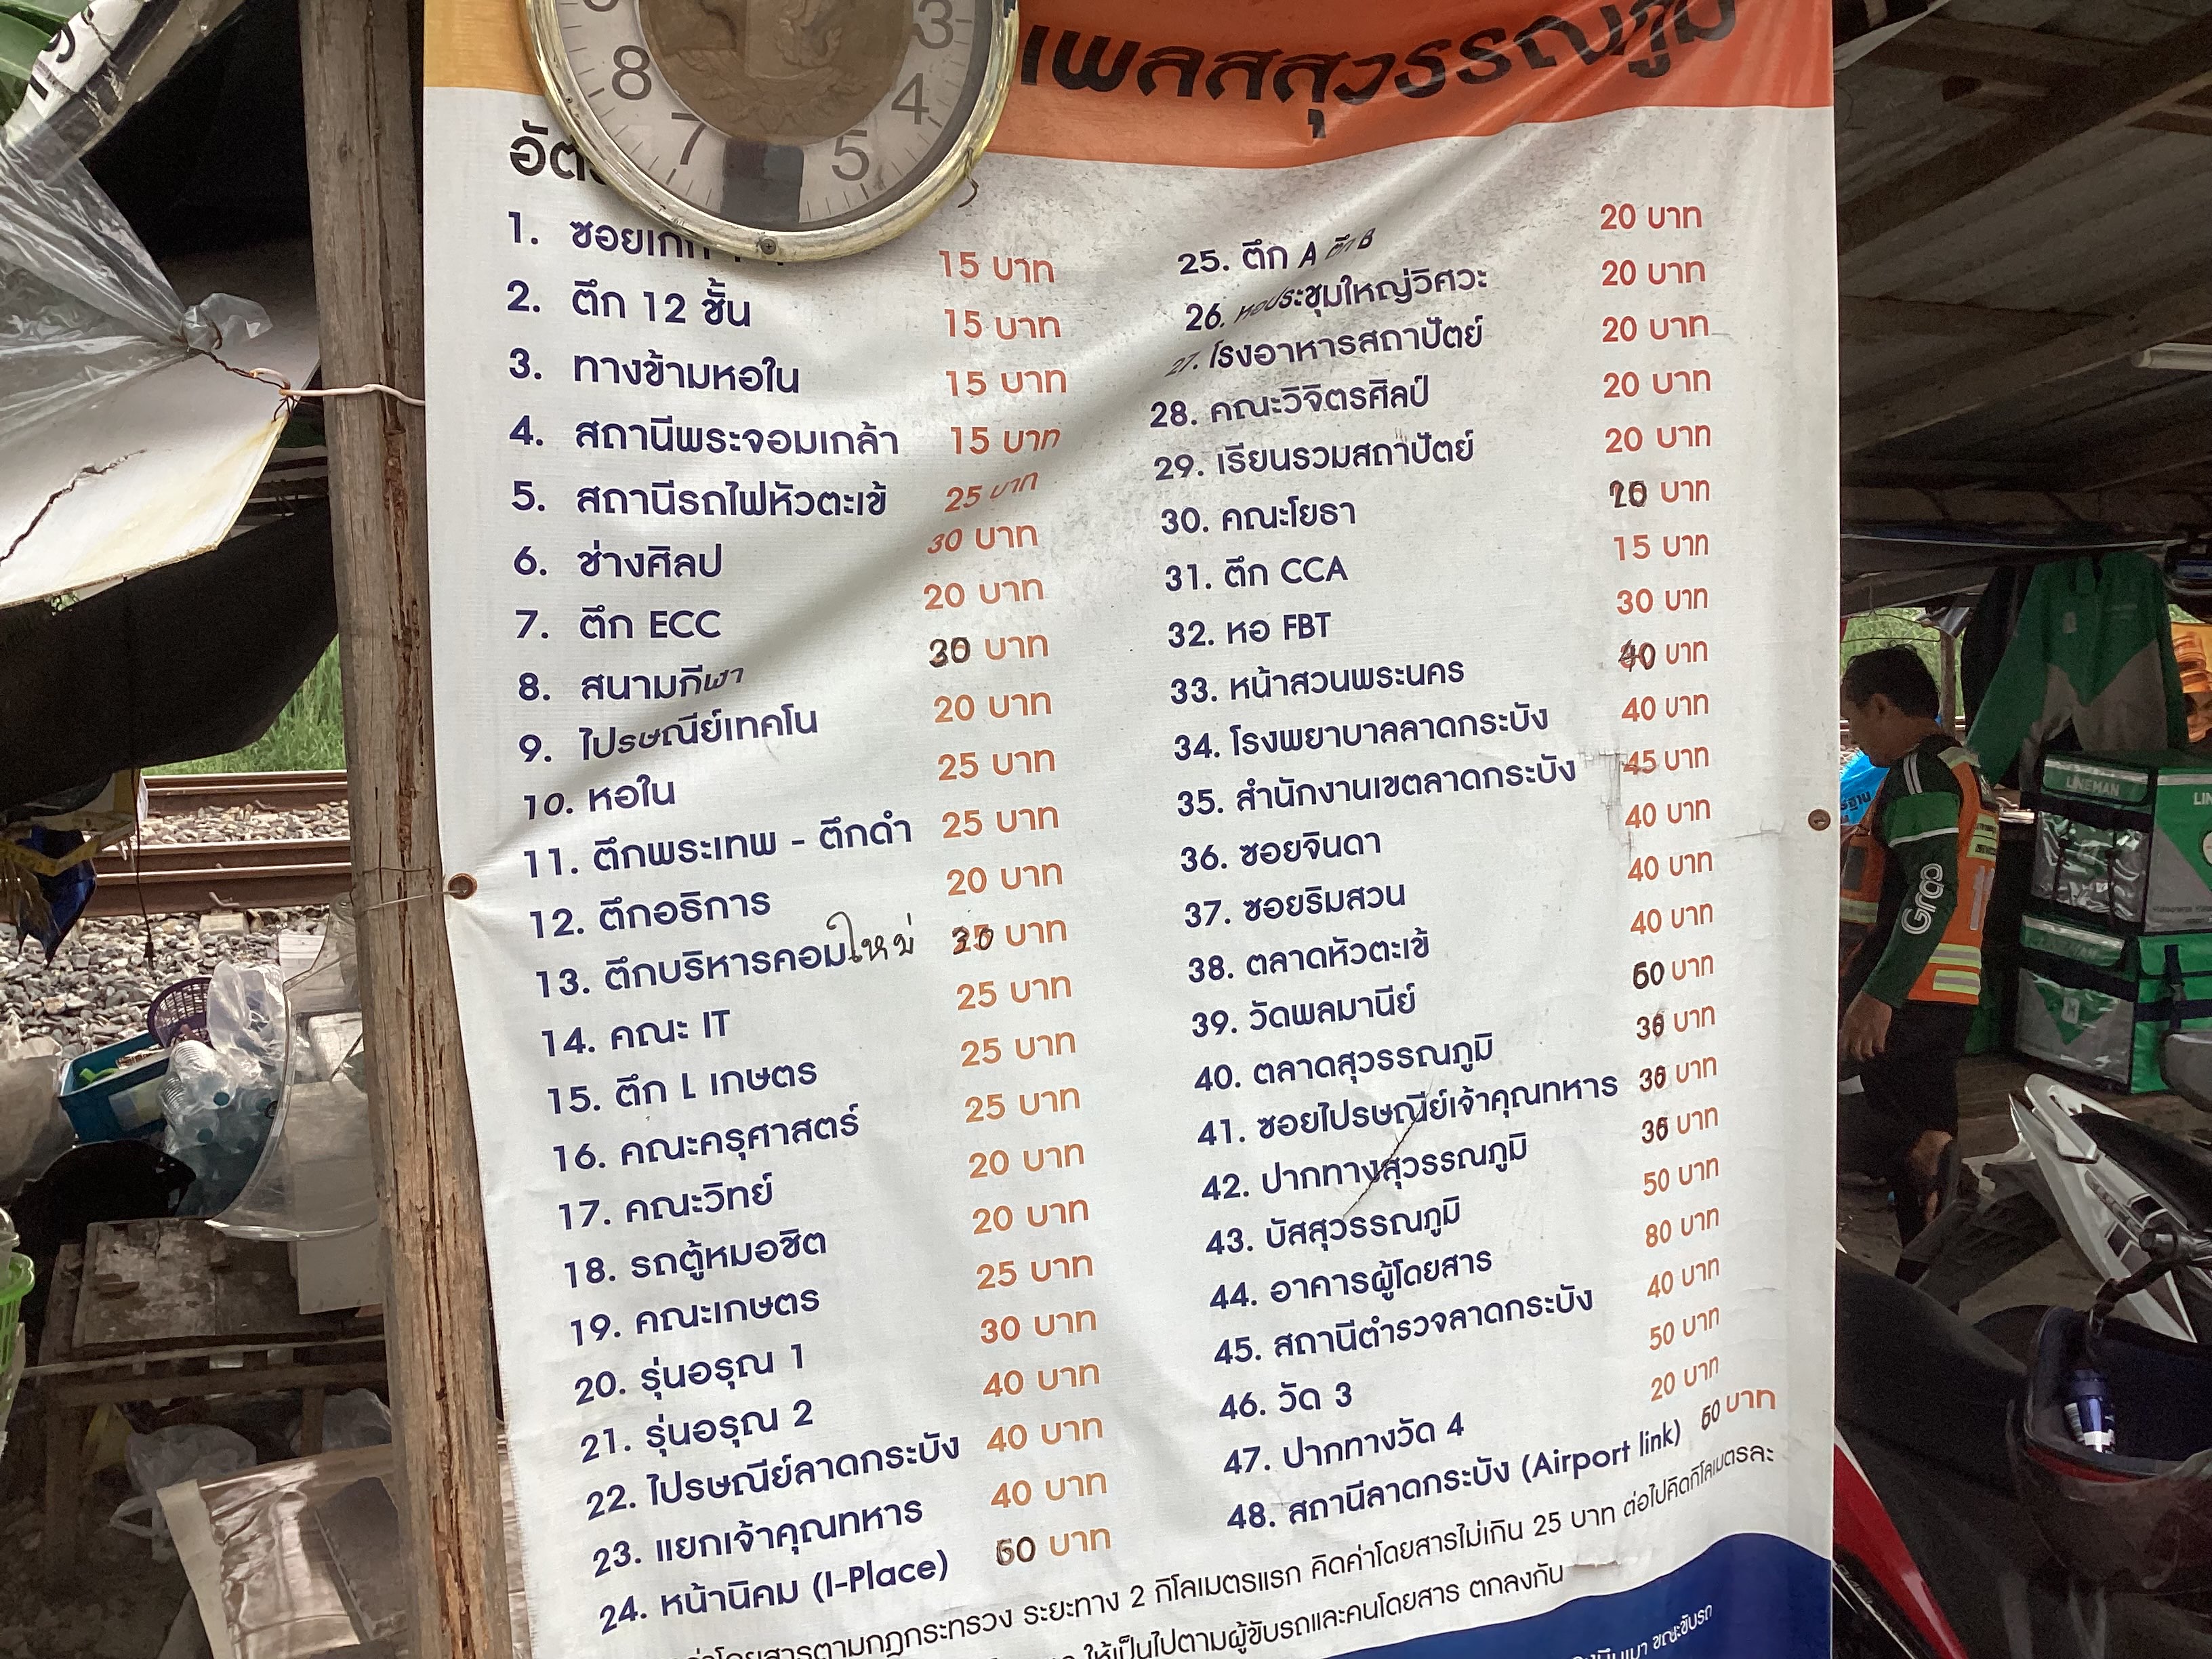 เพลสสุวรรณภูมิ
8 7 5 4 3
1. 15 บาท
2. ตึก 12 ชั้น 15 บาท
3. ทางข้ามหอใน 15 บาท
4. สถานีพระจอมเกล้า 15 บาท
5. สถานีรถไฟหัวตะเข้ 25 บาท
6. ช่างศิลป 30 บาท
7. ตึก ECC 20 บาท
8. สนามกีฬา 30 บาท
9. ไปรษณีย์เทคโน 20 บาท
10. หอใน 25 บาท
11. ตึกพระเทพ - ตึกดำ 25 บาท
12. ตึกอธิการ 20 บาท
13. ตึกบริหารคอมใหม่ 30 บาท
14. คณะ IT 25 บาท
15. ตึก L เกษตร 25 บาท
16. คณะครุศาสตร์ 25 บาท
17. คณะวิทย์ 20 บาท
18. รถตู้หมอชิต 20 บาท
19. คณะเกษตร 25 บาท
20. รุ่นอรุณ 1 30 บาท
21. รุ่นอรุณ 2 40 บาท
22. ไปรษณีย์ลาดกระบัง 40 บาท
23. แยกเจ้าคุณทหาร 40 บาท
24. หน้านิคม (I-Place) 60 บาท
25. ตึก A ตึก B 20 บาท
26. หอประชุมใหญ่วิศวะ 20 บาท
27. โรงอาหารสถาปัตย์ 20 บาท
28. คณะวิจิตรศิลป์ 20 บาท
29. เรียนรวมสถาปัตย์ 20 บาท
30. คณะโยธา บาท
31. ตึก CCA 15 บาท
32. หอ FBT 30 บาท
33. หน้าสวนพระนคร 40 บาท
34. โรงพยาบาลลาดกระบัง 40 บาท
35. สำนักงานเขตลาดกระบัง 45 บาท
36. ซอยจินดา 40 บาท
37. ซอยริมสวน 40 บาท
38. ตลาดหัวตะเข้ 40 บาท
39. วัดพลมานีย์ 60 บาท
40. ตลาดสุวรรณภูมิ บาท
41. ซอยไปรษณีย์เจ้าคุณทหาร บาท
42. ปากทางสุวรรณภูมิ บาท
43. บัสสุวรรณภูมิ 50 บาท
44. อาคารผู้โดยสาร 80 บาท
45. สถานีตำรวจลาดกระบัง 40 บาท
46. วัด 3 50 บาท
47. ปากทางวัด 4 20 บาท
48. สถานีลาดกระบัง (Airport link) 60 บาท
ค่าโดยสารตามกฎกระทรวง ระยะทาง 2 กิโลเมตรแรก คิดค่าโดยสารไม่เกิน 25 บาท ต่อไปคิดกิโลเมตรละ
ให้เป็นไปตามผู้ขับรถและคนโดยสาร ตกลงกัน
ขณะขับรถ
Grab
LINEMAN